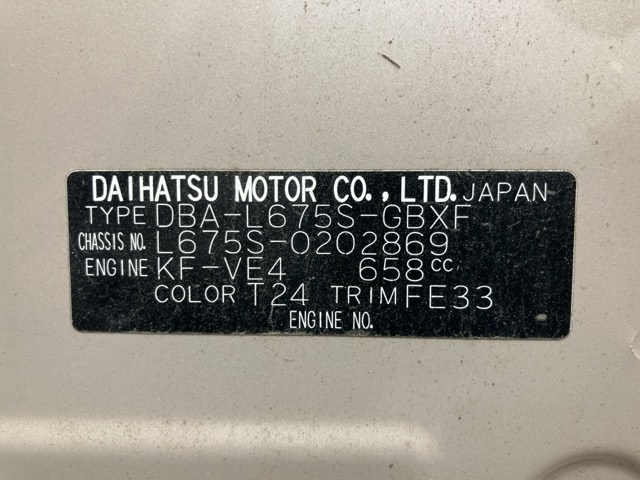 DAIHATSU MOTOR CO., LTD. JAPAN
TYPE DBA-L675S-GBXF
CHASSIS NO. L675S-0202869
ENGINE KF-VE4 658cc
COLOR T24 TRIM FE33
ENGINE NO.